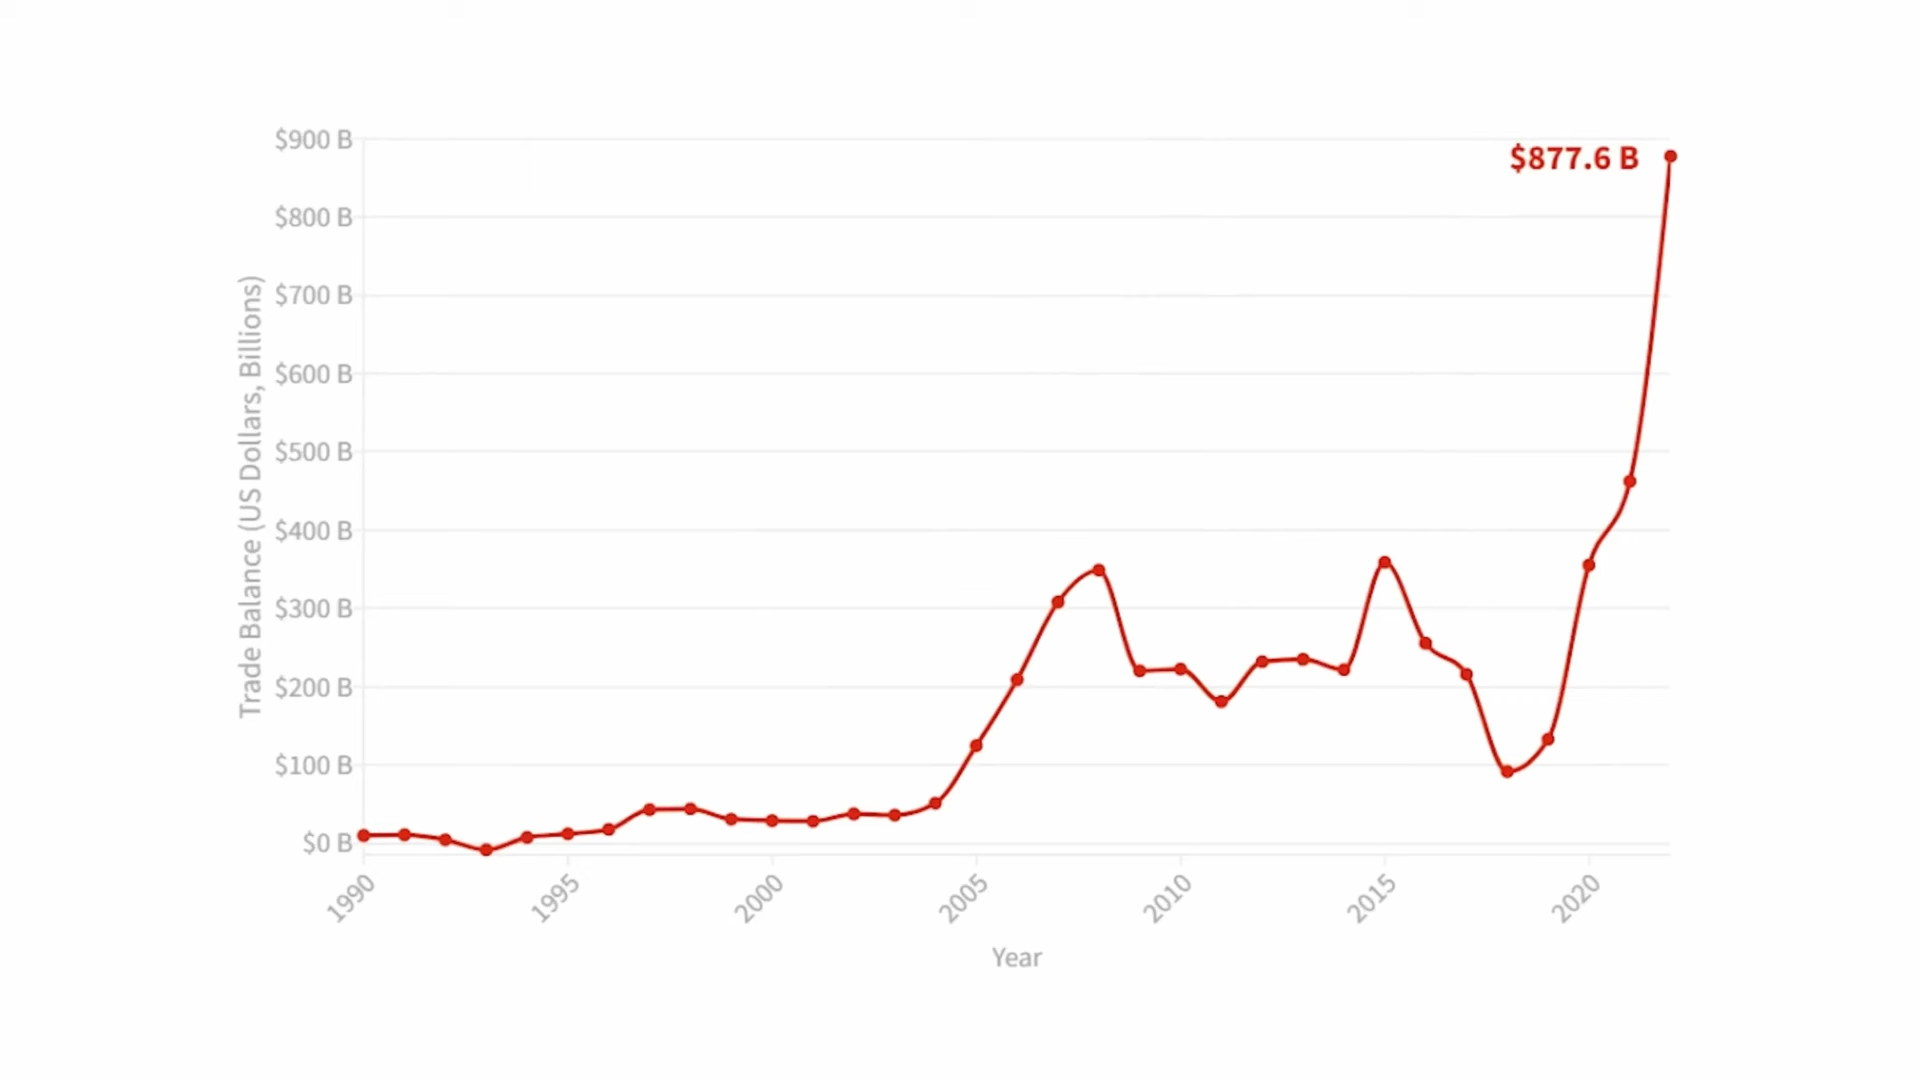 $900 B
$877.6 B
$800 B
$700 B
$600 B
$500 B
$400 B
$300 B
$200 B
$100 B
$0 B
Trade Balance (US Dollars, Billions)
1990
1995
2000
2005
2010
2015
2020
Year